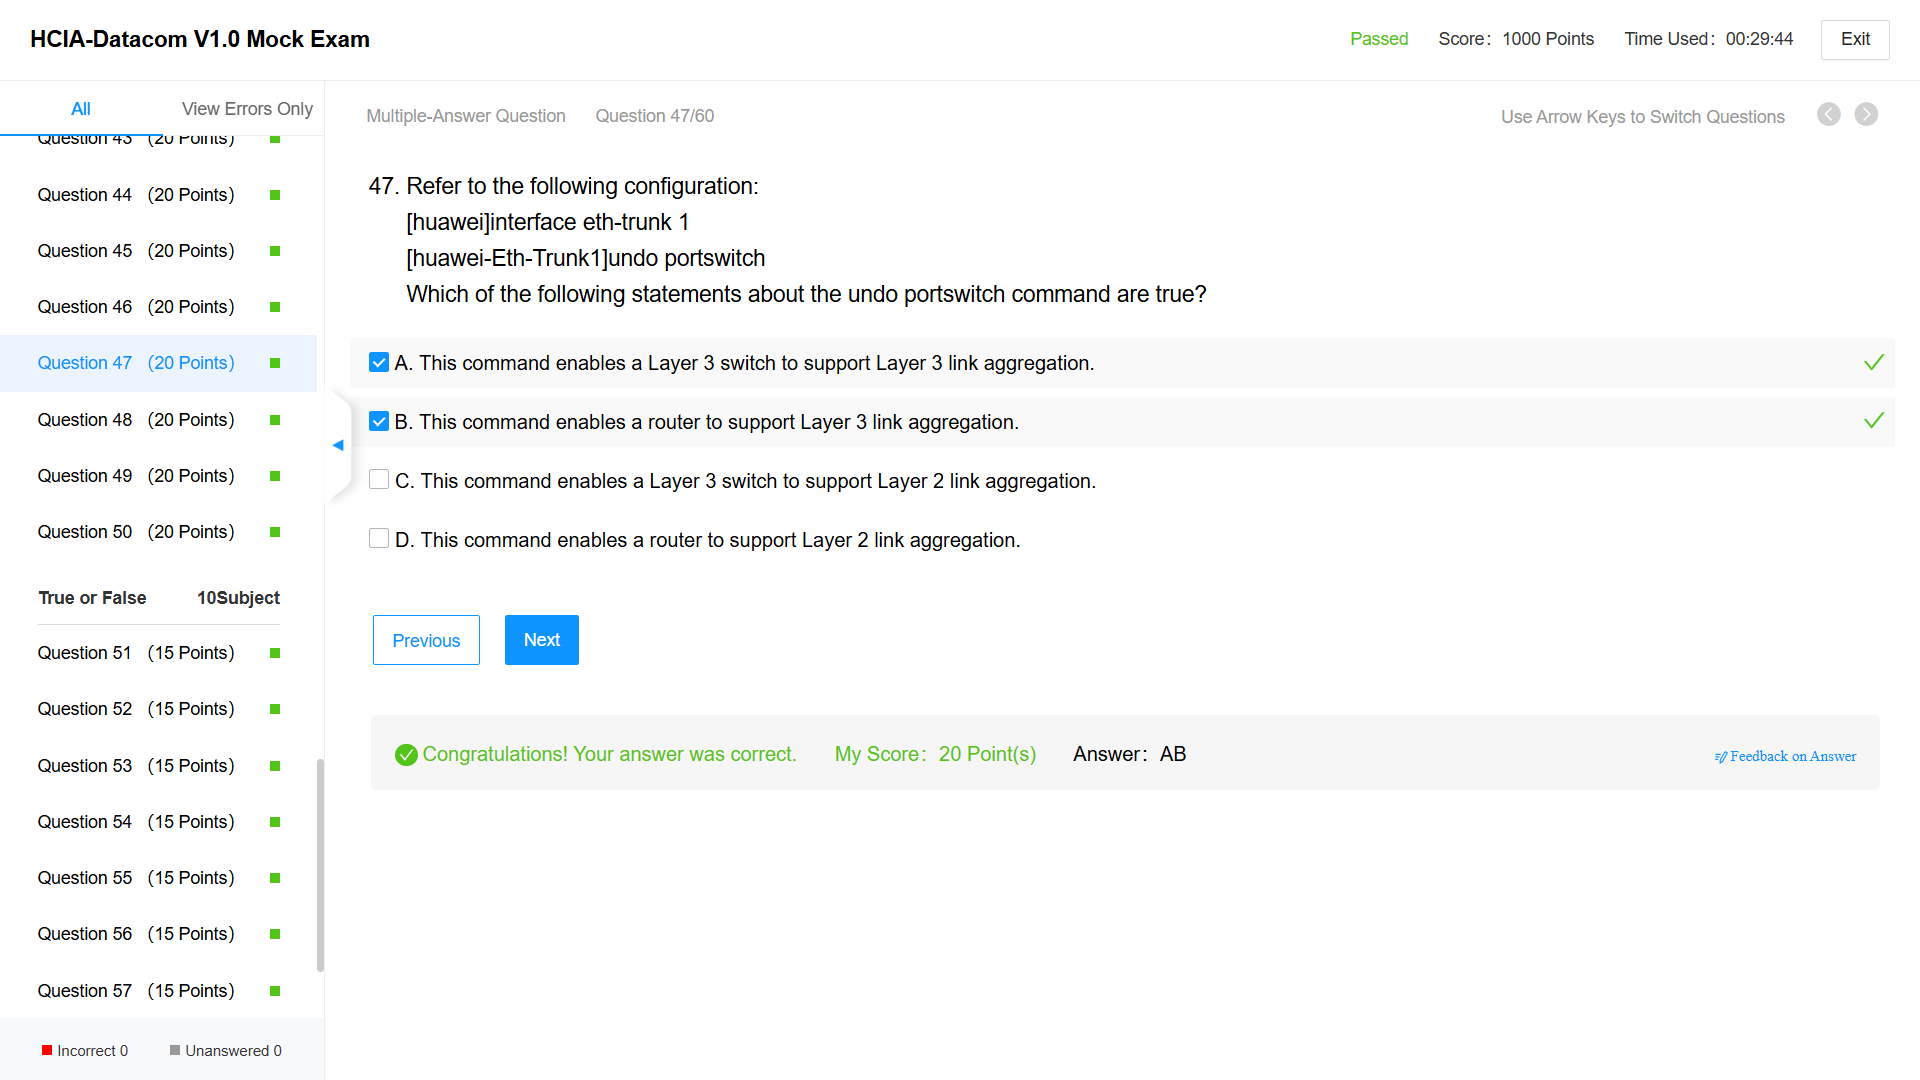 HCIA-Datacom V1.0 Mock Exam
Passed
Score: 1000 Points
Time Used: 00:29:44
Exit
All
View Errors Only
Question 43 (20 Points)
Question 44 (20 Points)
Question 45 (20 Points)
Question 46 (20 Points)
Question 47 (20 Points)
Question 48 (20 Points)
Question 49 (20 Points)
Question 50 (20 Points)
True or False 10Subject
Question 51 (15 Points)
Question 52 (15 Points)
Question 53 (15 Points)
Question 54 (15 Points)
Question 55 (15 Points)
Question 56 (15 Points)
Question 57 (15 Points)
Incorrect 0
Unanswered 0
Multiple-Answer Question
Question 47/60
Use Arrow Keys to Switch Questions
47. Refer to the following configuration:
[huawei]interface eth-trunk 1
[huawei-Eth-Trunk1]undo portswitch
Which of the following statements about the undo portswitch command are true?
A. This command enables a Layer 3 switch to support Layer 3 link aggregation.
B. This command enables a router to support Layer 3 link aggregation.
C. This command enables a Layer 3 switch to support Layer 2 link aggregation.
D. This command enables a router to support Layer 2 link aggregation.
Previous
Next
Congratulations! Your answer was correct.
My Score: 20 Point(s)
Answer: AB
Feedback on Answer